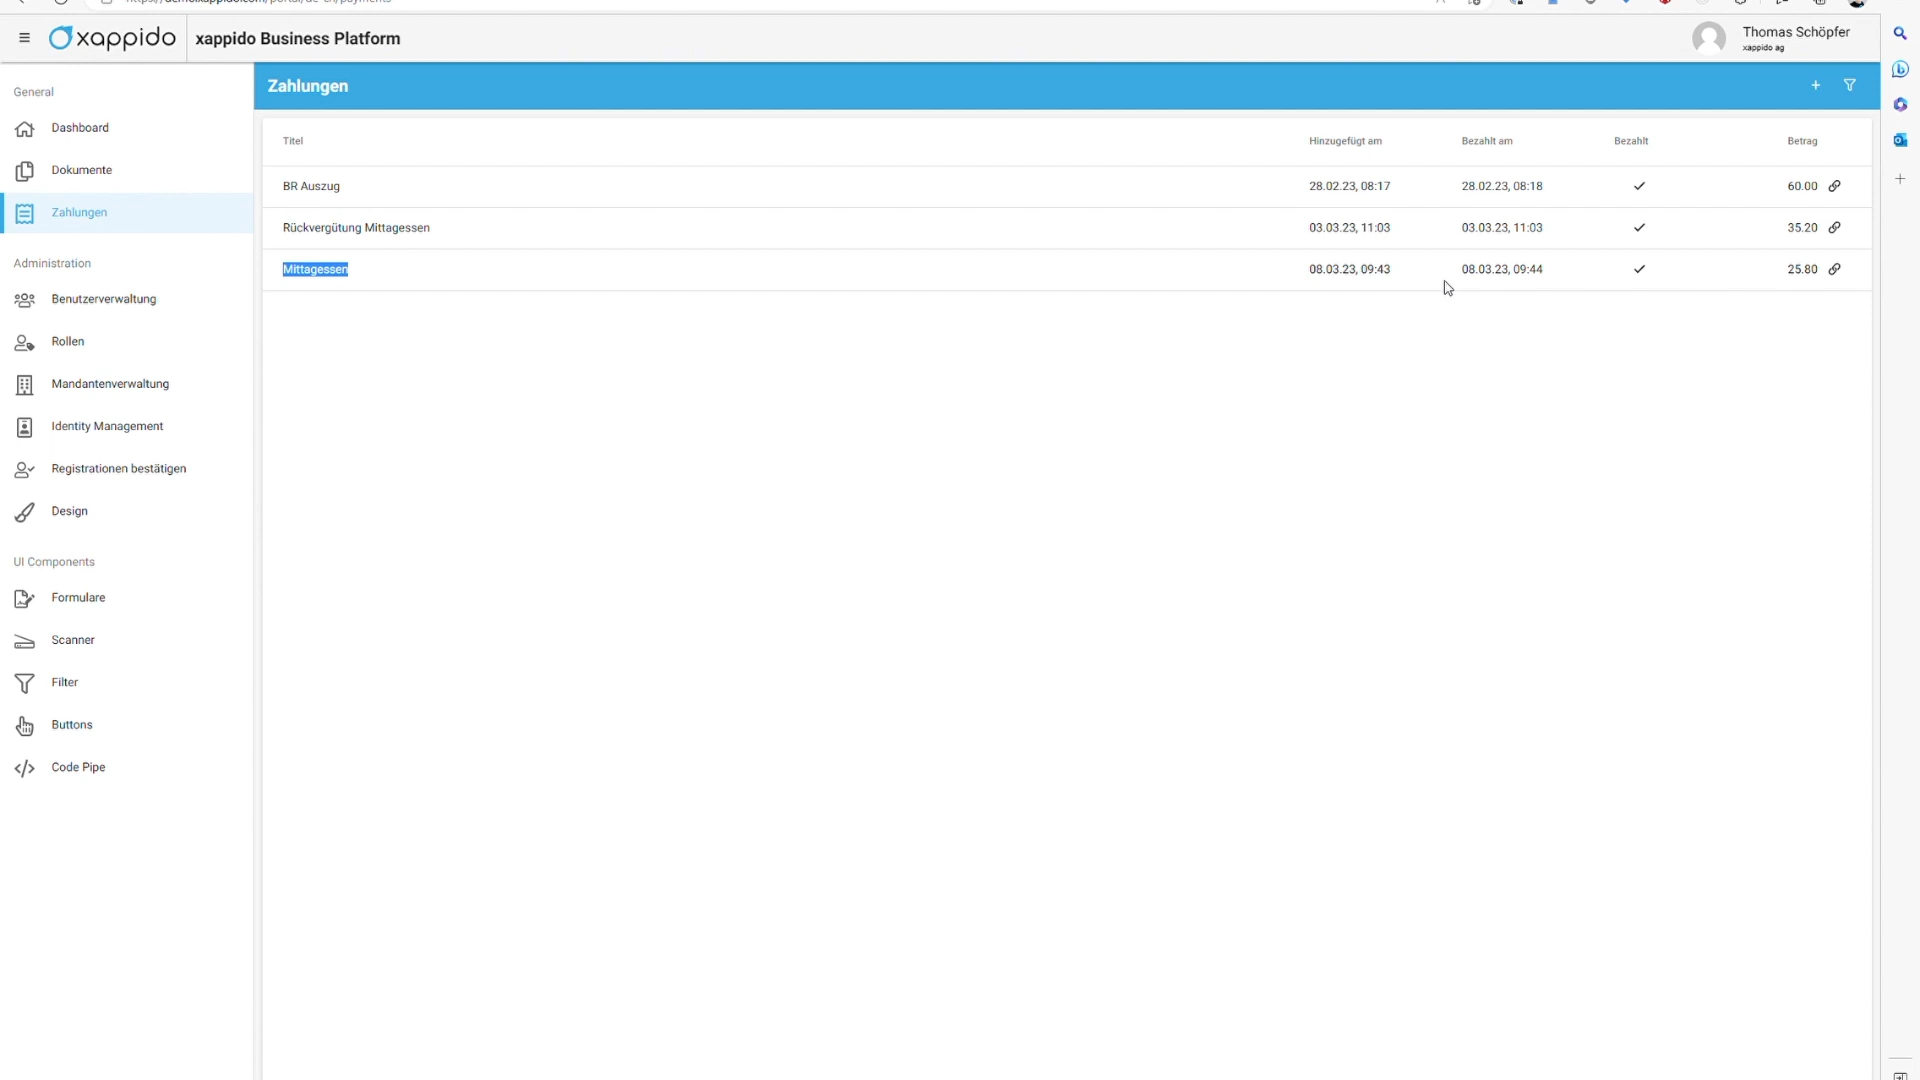 xappido
xappido Business Platform
Thomas Schöpfer
xappido ag
General
Dashboard
Dokumente
Zahlungen
Administration
Benutzerverwaltung
Rollen
Mandantenverwaltung
Identity Management
Registrationen bestätigen
Design
UI Components
Formulare
Scanner
Filter
Buttons
Code Pipe
Zahlungen
Titel Hinzugefügt am Bezahlt am Bezahlt Betrag
BR Auszug 28.02.23, 08:17 28.02.23, 08:18 60.00
Rückvergütung Mittagessen 03.03.23, 11:03 03.03.23, 11:03 35.20
Mittagessen 08.03.23, 09:43 08.03.23, 09:44 25.80